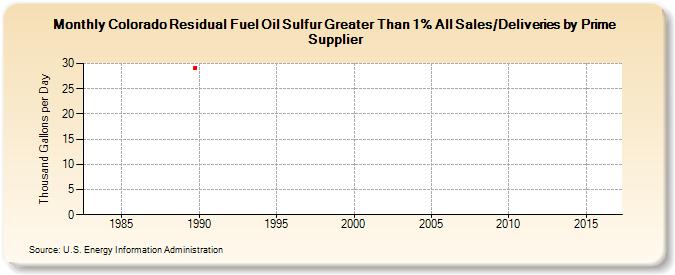 Monthly Colorado Residual Fuel Oil Sulfur Greater Than 1% All Sales/Deliveries by Prime
Supplier
Thousand Gallons per Day
30
25
20
15
10
5
0
1985 1990 1995 2000 2005 2010 2015
Source: U.S. Energy Information Administration